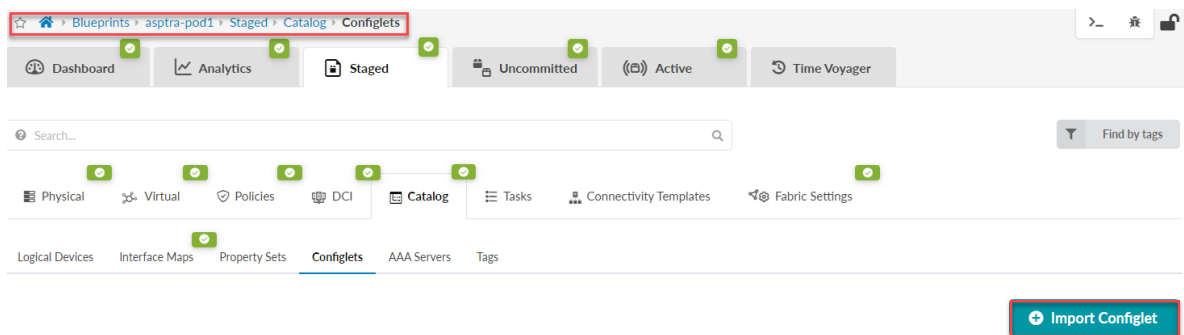 Blueprints › asptra-pod1 › Staged › Catalog › Configlets
Dashboard Analytics Staged Uncommitted Active Time Voyager
Search... Find by tags
Physical Virtual Policies DCI Catalog Tasks Connectivity Templates Fabric Settings
Logical Devices Interface Maps Property Sets Configlets AAA Servers Tags
Import Configlet